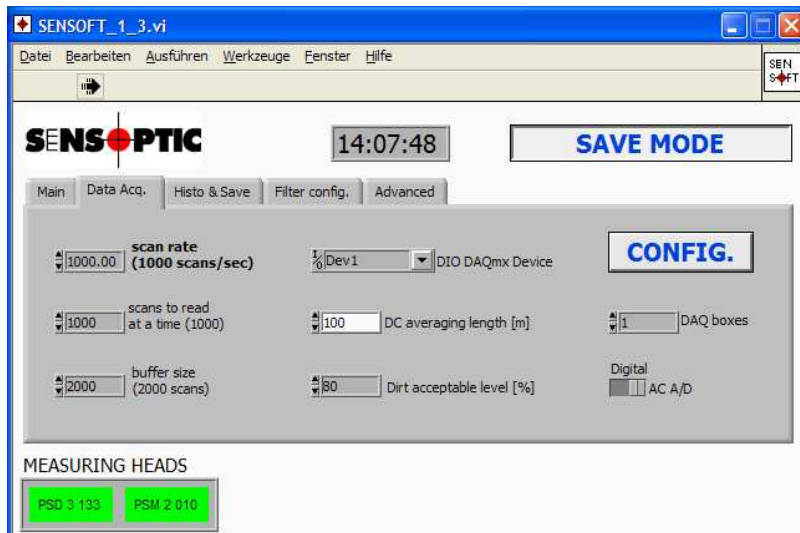 SENSOFT_1_3.vi
Datei Bearbeiten Ausführen Werkzeuge Fenster Hilfe
SEN
SOFT
SENSOPTIC
14:07:48
SAVE MODE
Main Data Acq. Histo & Save Filter config. Advanced
1000.00 scan rate
(1000 scans/sec)
I/O Dev1 DIO DAQmx Device
CONFIG.
1000 scans to read
at a time (1000)
100 DC averaging length [m]
1 DAQ boxes
2000 buffer size
(2000 scans)
80 Dirt acceptable level [%]
Digital
AC A/D
MEASURING HEADS
PSD 3 133 PSM 2 010